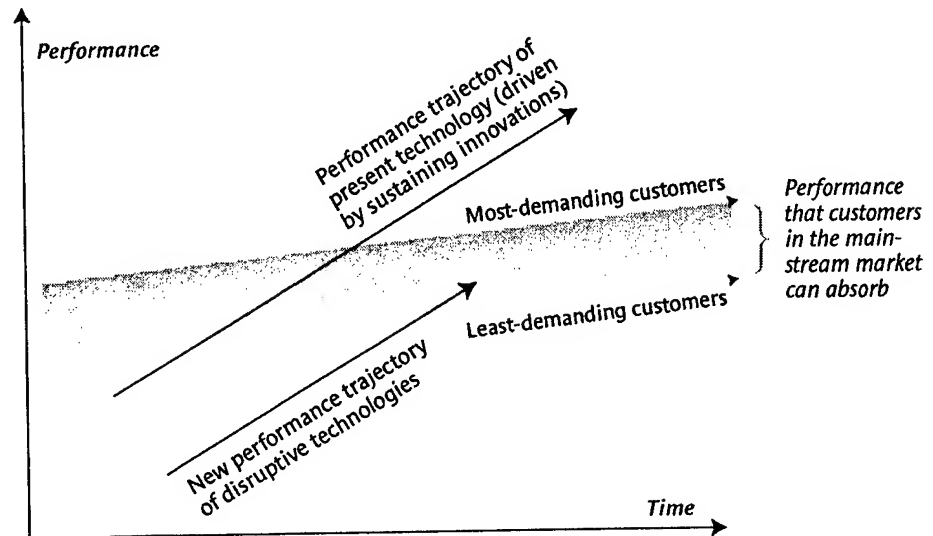 Performance
Performance trajectory of
present technology (driven
by sustaining innovations)
Most-demanding customers
Performance
that customers
in the main-
stream market
can absorb
Least-demanding customers
New performance trajectory
of disruptive technologies
Time